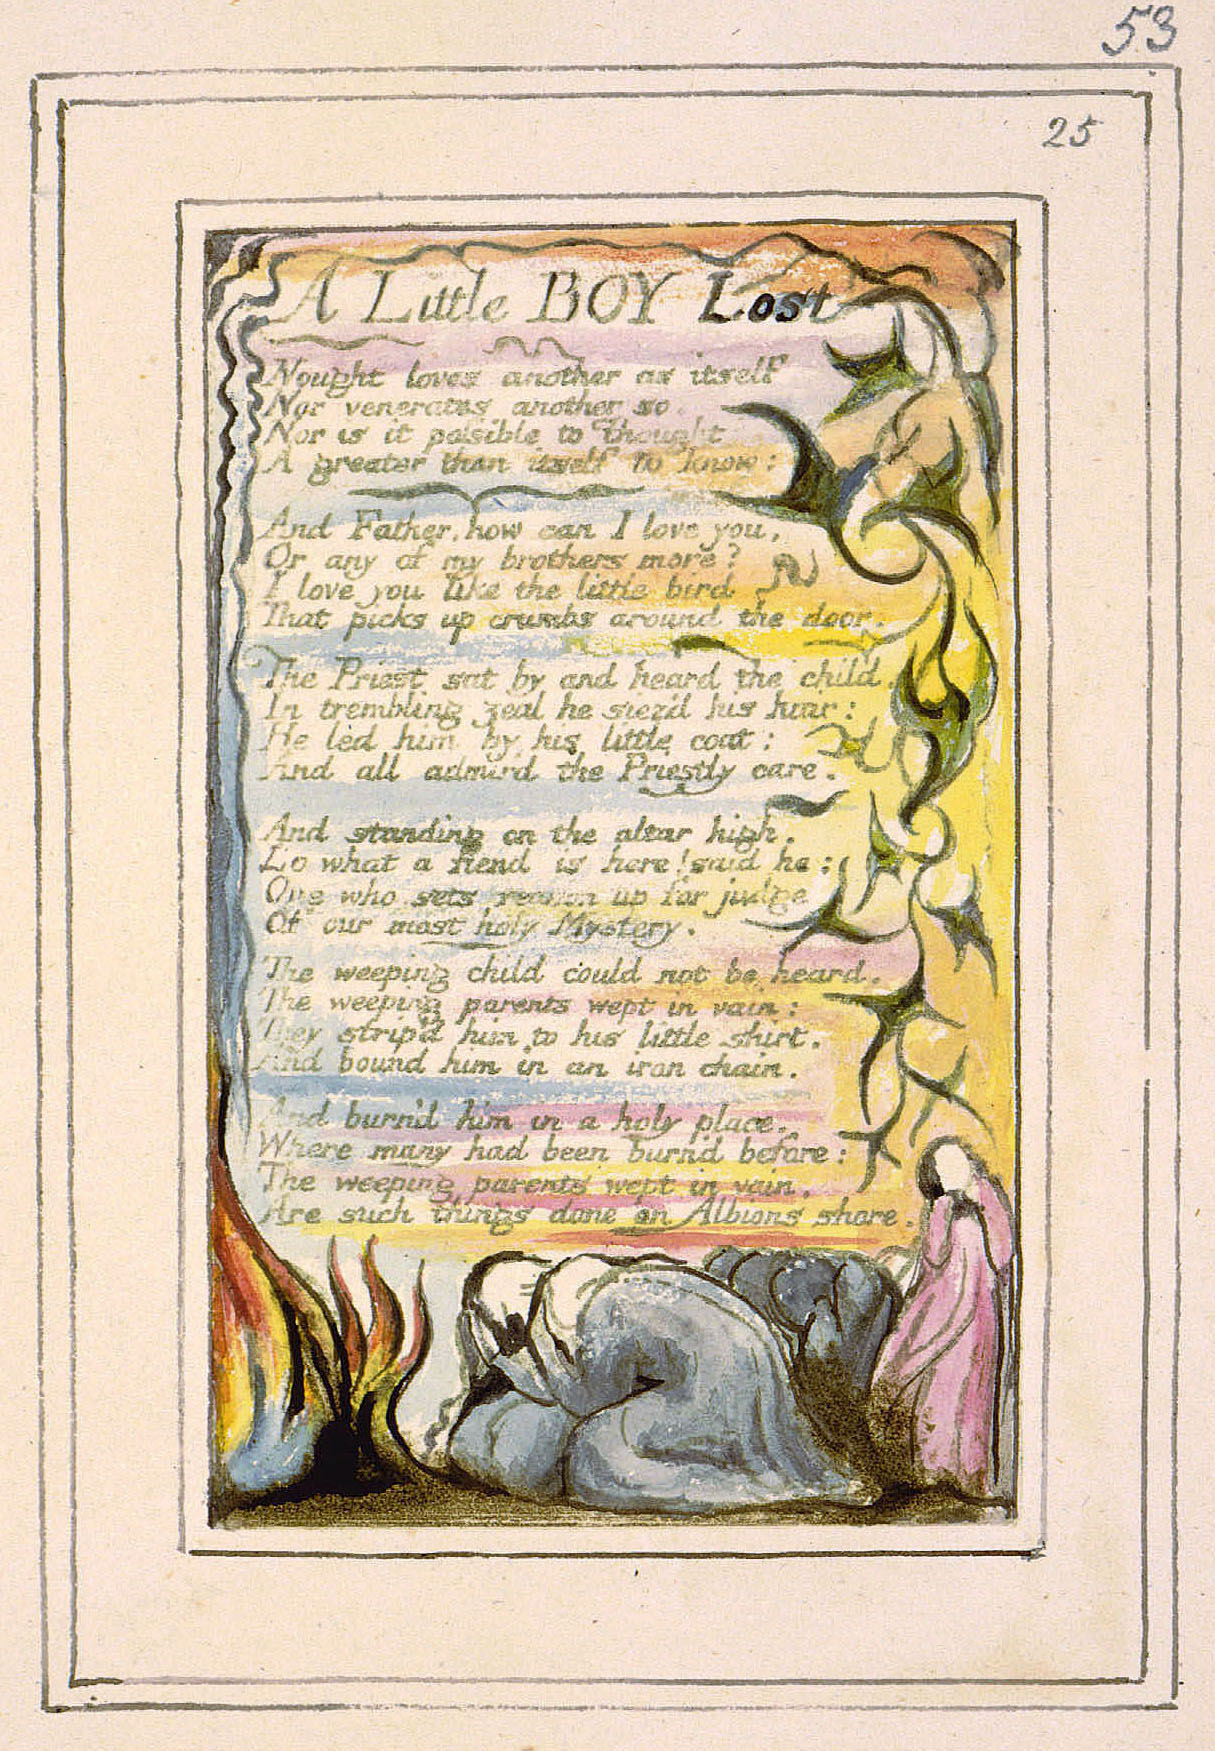 53
25
A Little BOY Lost
Nought loves another as itself
Nor venerates another so.
Nor is it possible to Thought
A greater than itself to know:
And Father, how can I love you,
Or any of my brothers more?
I love you like the little bird
That picks up crumbs around the door.
The Priest sat by and heard the child.
In trembling zeal he siez'd his hair:
He led him by his little coat:
And all admir'd the Priestly care.
And standing on the altar high.
Lo what a fiend is here! said he:
One who sets reason up for judge
Of our most holy Mystery.
The weeping child could not be heard.
The weeping parents wept in vain:
They strip'd him to his little shirt.
And bound him in an iron chain.
And burn'd him in a holy place.
Where many had been burn'd before:
The weeping parents wept in vain.
Are such things done on Albions shore.